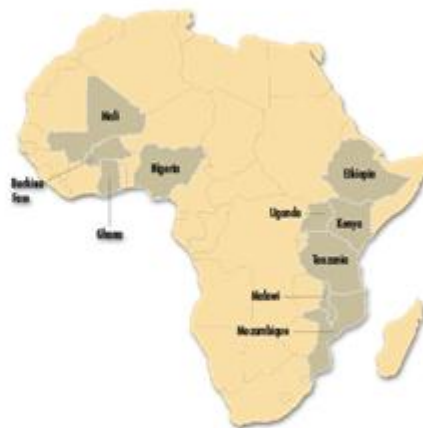 Mali
Burkina
Faso
Nigeria
Ghana
Ethiopia
Uganda
Kenya
Tanzania
Malawi
Mozambique